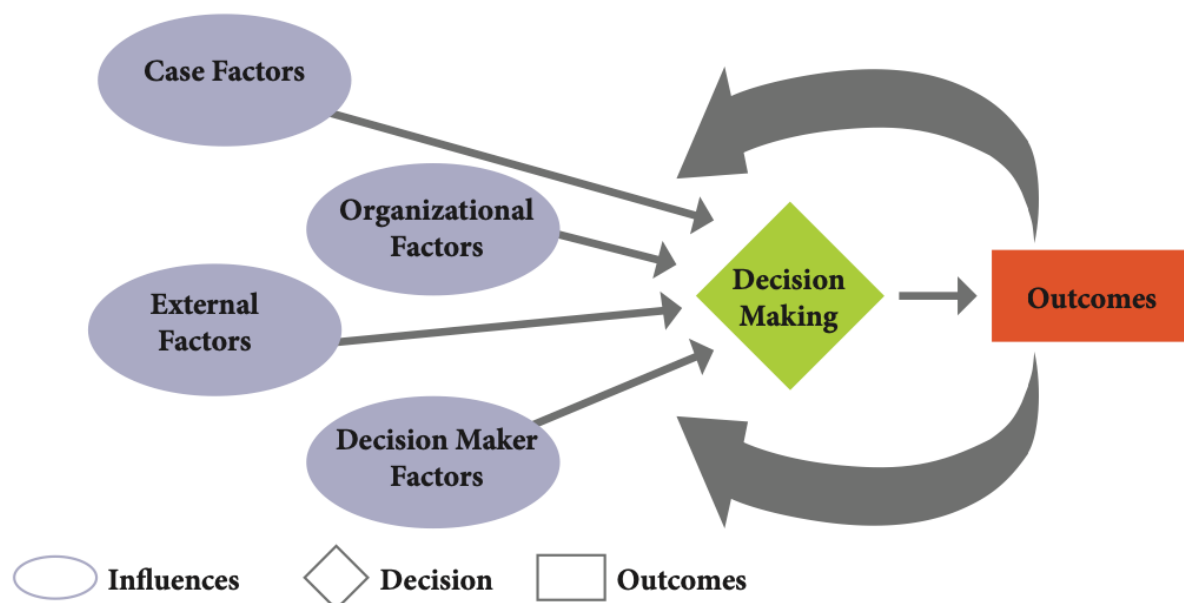 Case Factors
Organizational
Factors
External
Factors
Decision Maker
Factors
Decision
Making
Outcomes
Influences
Decision
Outcomes